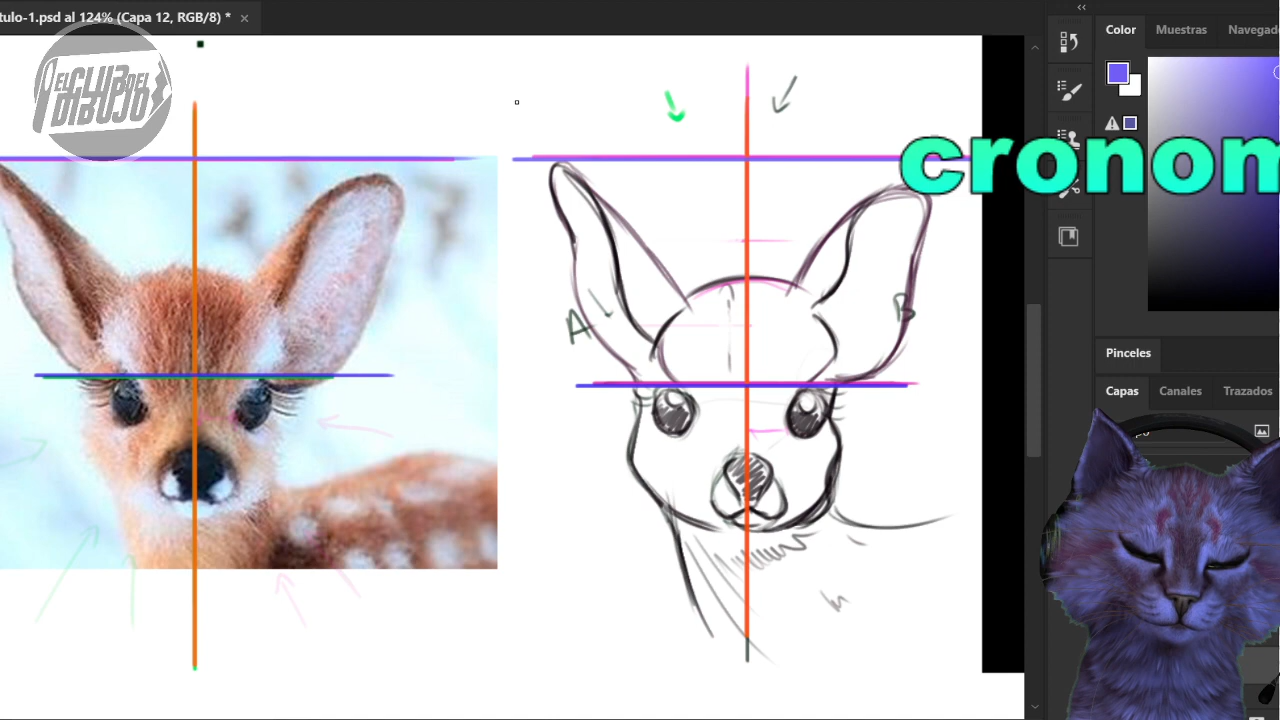 tulo-1.psd al 124% (Capa 12, RGB/8) * ×
EL CLUB DEL
DIBUJO
Color
Muestras
Navegad
cronom
A
B
Pinceles
Capas
Canales
Trazados